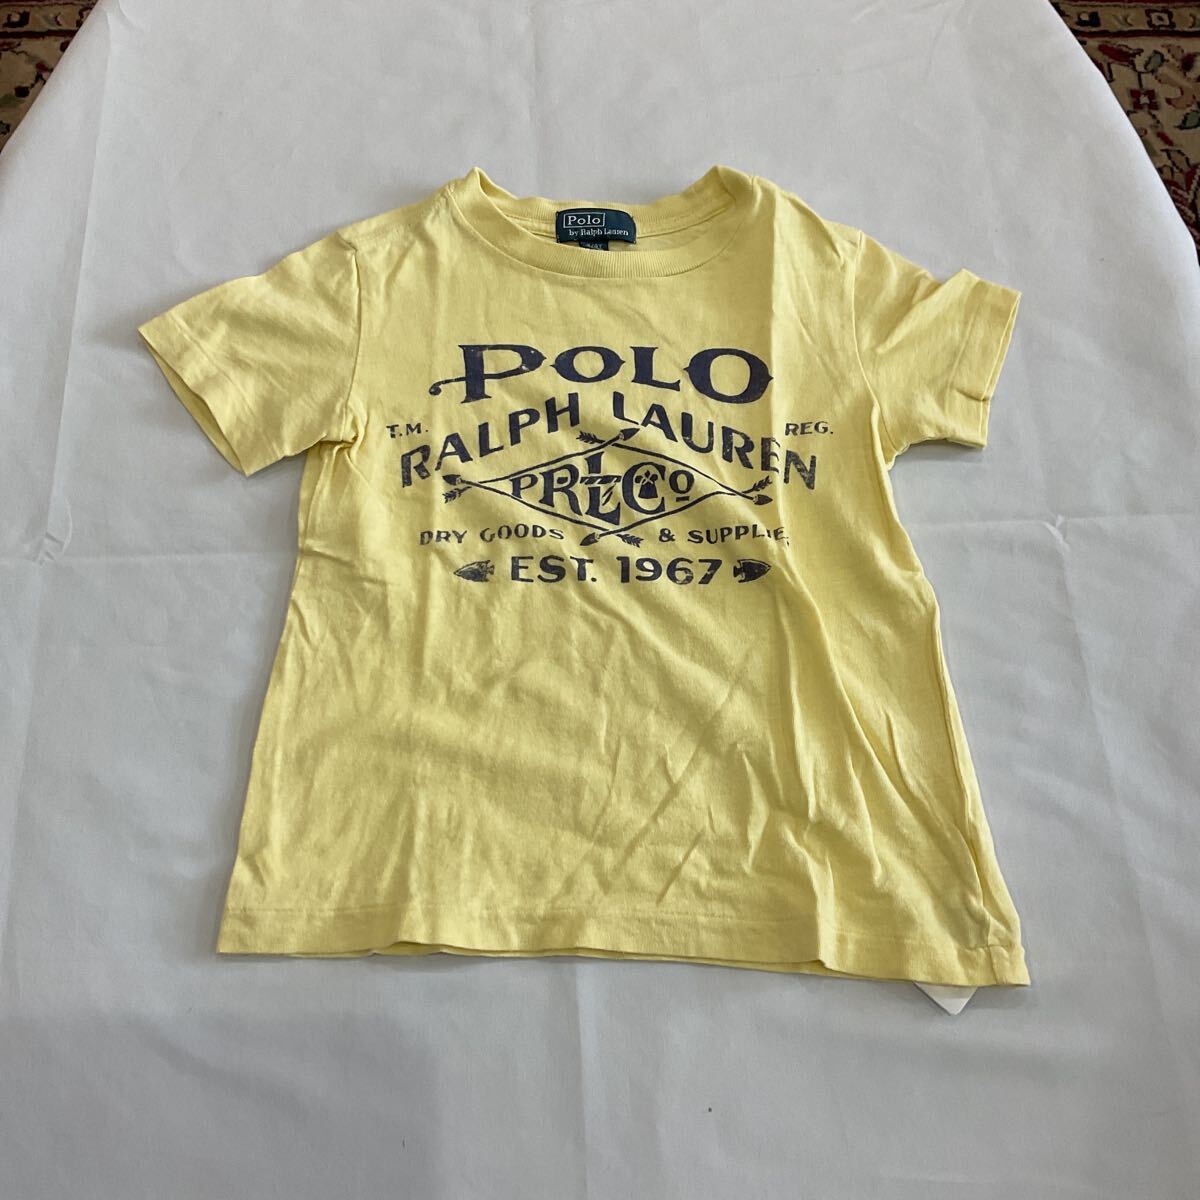 Polo
by Ralph Lauren
POLO
RALPH LAUREN
T.M.
REG.
PRLCo
DRY GOODS & SUPPLIE
EST. 1967